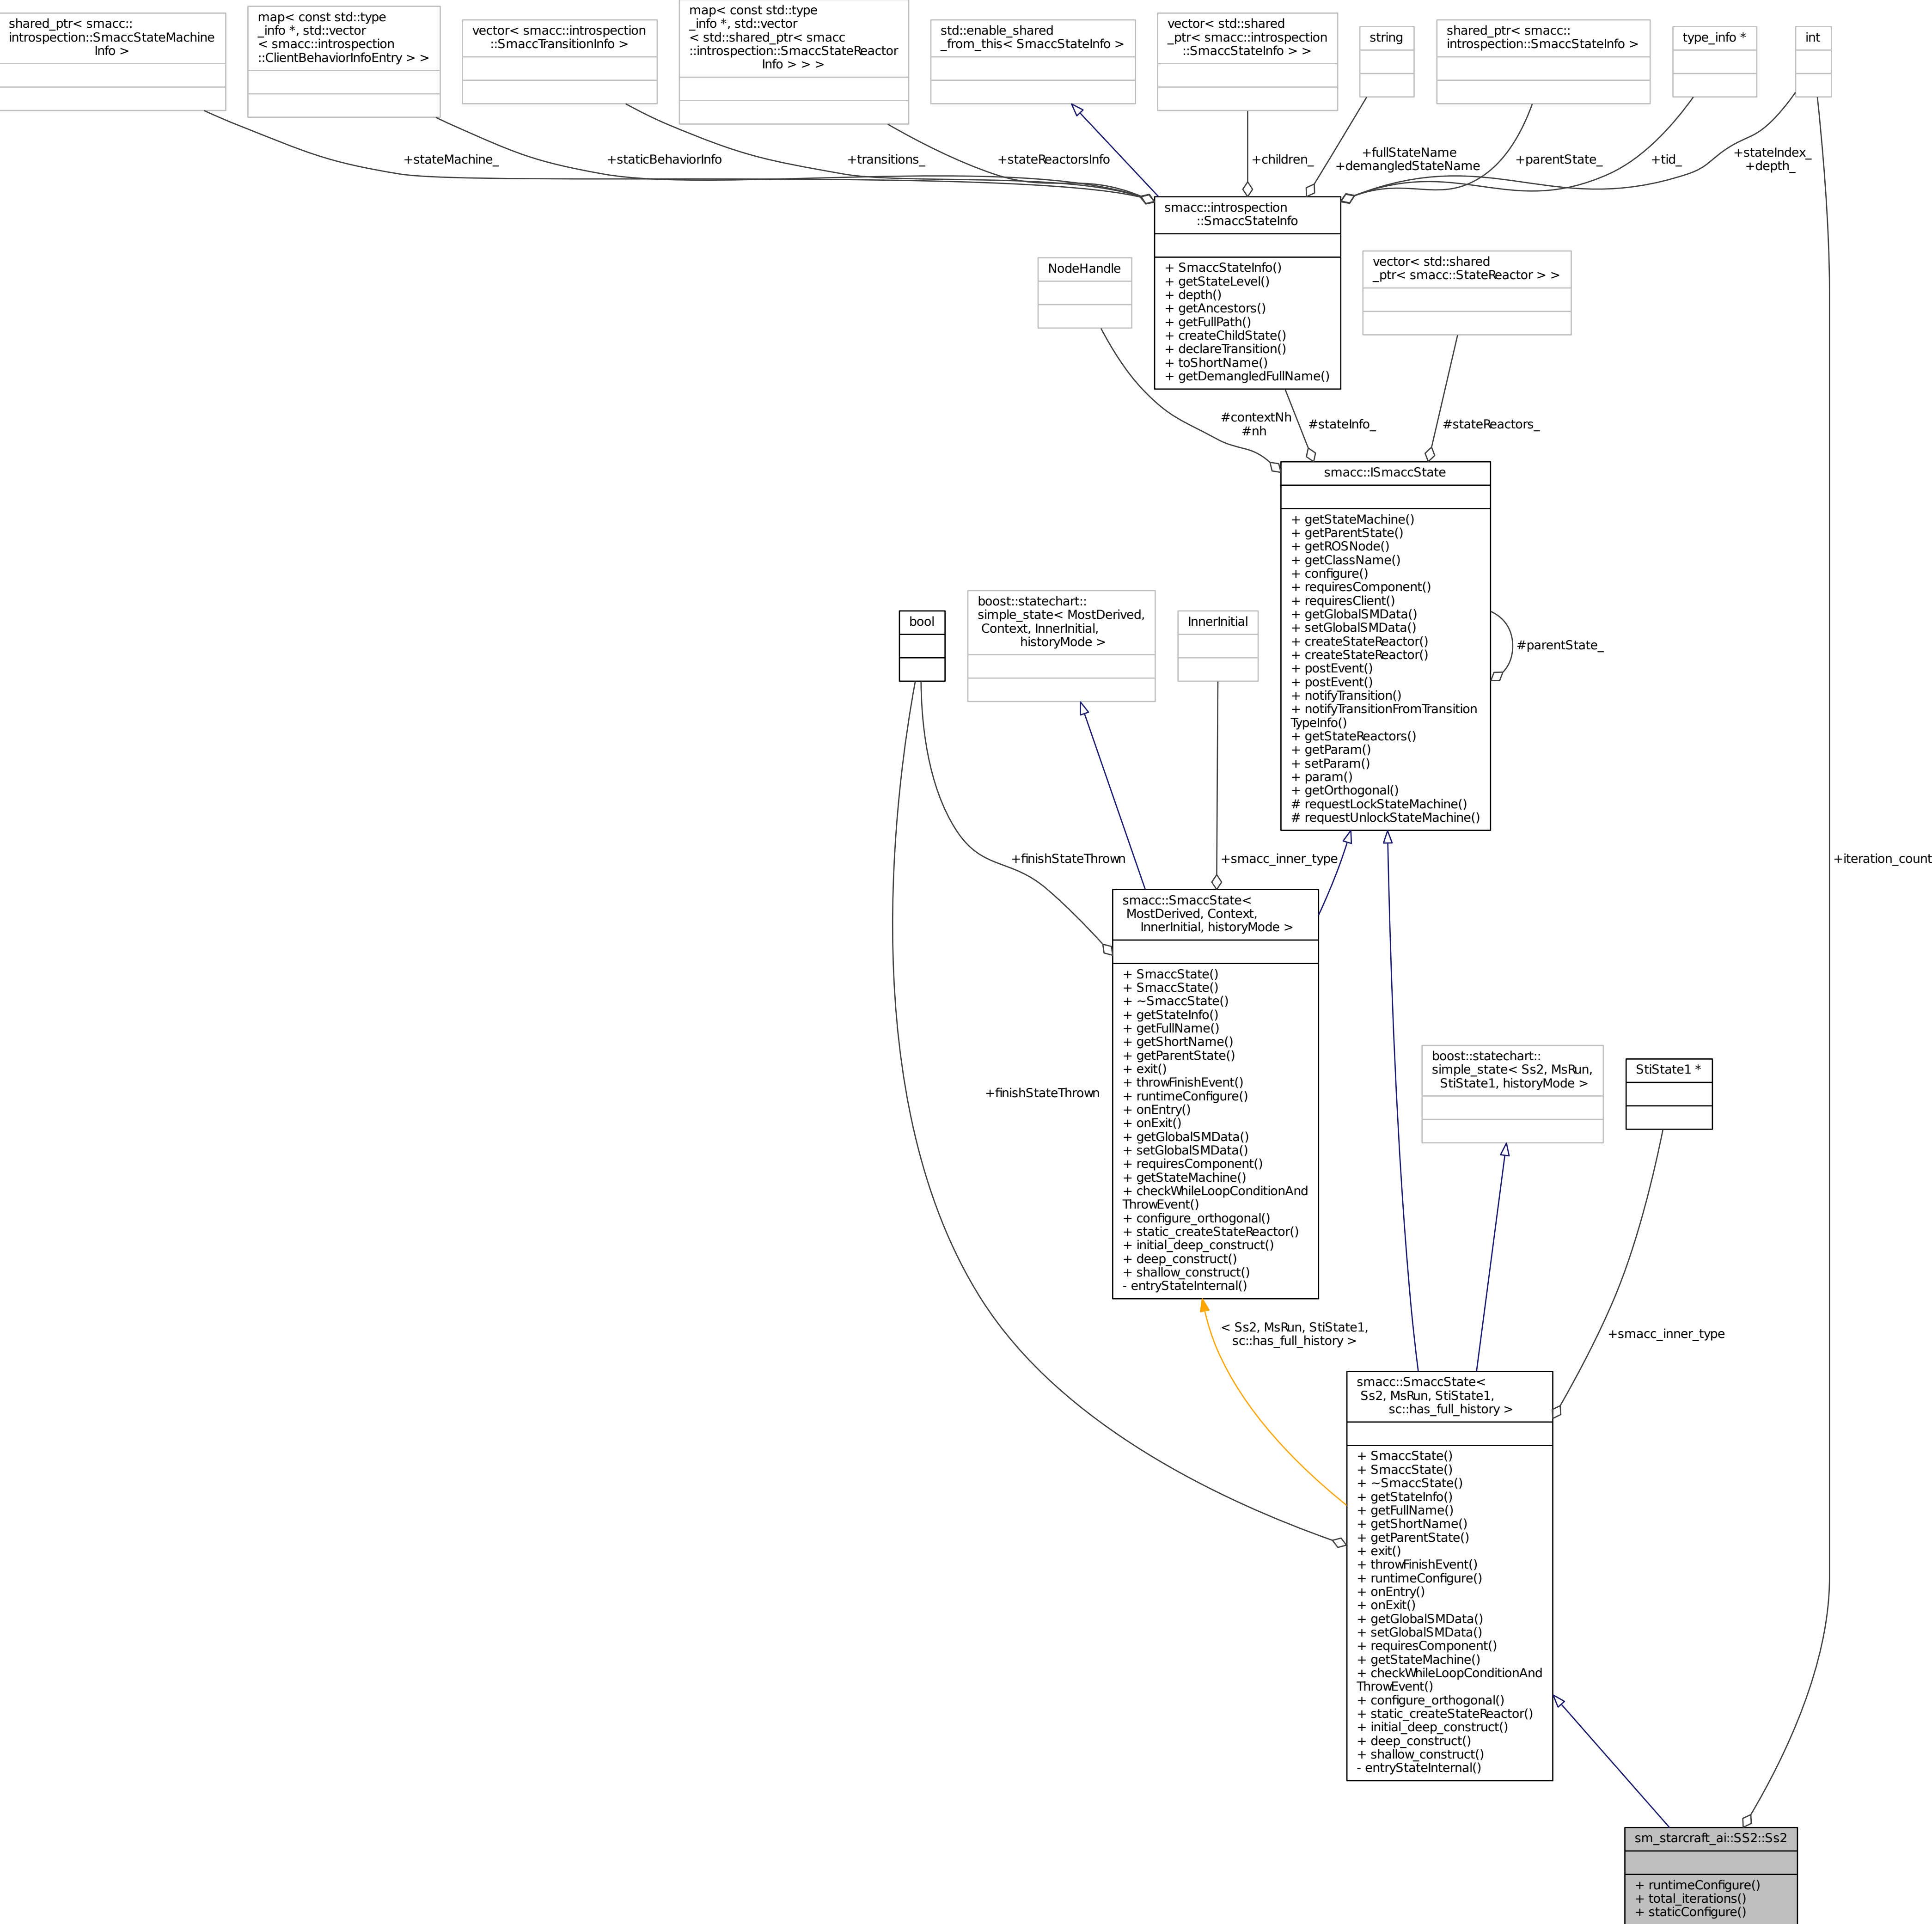 shared_ptr< smacc::
introspection::SmaccStateMachine
Info >
map< const std::type
_info *, std::vector
< smacc::introspection
::ClientBehaviorInfoEntry > >
vector< smacc::introspection
::SmaccTransitionInfo >
map< const std::type
_info *, std::vector
< std::shared_ptr< smacc
::introspection::SmaccStateReactor
Info > > >
std::enable_shared
_from_this< SmaccStateInfo >
vector< std::shared
_ptr< smacc::introspection
::SmaccStateInfo > >
string
shared_ptr< smacc::
introspection::SmaccStateInfo >
type_info *
int
+stateMachine_
+staticBehaviorInfo
+transitions_
+stateReactorsInfo
+children_
+fullStateName
+demangledStateName
+parentState_
+tid_
+stateIndex_
+depth_
smacc::introspection
::SmaccStateInfo
+ SmaccStateInfo()
+ getStateLevel()
+ depth()
+ getAncestors()
+ getFullPath()
+ createChildState()
+ declareTransition()
+ toShortName()
+ getDemangledFullName()
NodeHandle
vector< std::shared
_ptr< smacc::StateReactor > >
#contextNh
#nh
#stateInfo_
#stateReactors_
smacc::ISmaccState
+ getStateMachine()
+ getParentState()
+ getROSNode()
+ getClassName()
+ configure()
+ requiresComponent()
+ requiresClient()
+ getGlobalSMData()
+ setGlobalSMData()
+ createStateReactor()
+ createStateReactor()
+ postEvent()
+ postEvent()
+ notifyTransition()
+ notifyTransitionFromTransition
TypeInfo()
+ getStateReactors()
+ getParam()
+ setParam()
+ param()
+ getOrthogonal()
# requestLockStateMachine()
# requestUnlockStateMachine()
#parentState_
bool
boost::statechart::
simple_state< MostDerived,
Context, InnerInitial,
historyMode >
InnerInitial
+finishStateThrown
+smacc_inner_type
+iteration_count
smacc::SmaccState<
MostDerived, Context,
InnerInitial, historyMode >
+ SmaccState()
+ SmaccState()
+ ~SmaccState()
+ getStateInfo()
+ getFullName()
+ getShortName()
+ getParentState()
+ exit()
+ throwFinishEvent()
+ runtimeConfigure()
+ onEntry()
+ onExit()
+ getGlobalSMData()
+ setGlobalSMData()
+ requiresComponent()
+ getStateMachine()
+ checkWhileLoopConditionAnd
ThrowEvent()
+ configure_orthogonal()
+ static_createStateReactor()
+ initial_deep_construct()
+ deep_construct()
+ shallow_construct()
- entryStateInternal()
+finishStateThrown
boost::statechart::
simple_state< Ss2, MsRun,
StiState1, historyMode >
StiState1 *
< Ss2, MsRun, StiState1,
sc::has_full_history >
+smacc_inner_type
smacc::SmaccState<
Ss2, MsRun, StiState1,
sc::has_full_history >
+ SmaccState()
+ SmaccState()
+ ~SmaccState()
+ getStateInfo()
+ getFullName()
+ getShortName()
+ getParentState()
+ exit()
+ throwFinishEvent()
+ runtimeConfigure()
+ onEntry()
+ onExit()
+ getGlobalSMData()
+ setGlobalSMData()
+ requiresComponent()
+ getStateMachine()
+ checkWhileLoopConditionAnd
ThrowEvent()
+ configure_orthogonal()
+ static_createStateReactor()
+ initial_deep_construct()
+ deep_construct()
+ shallow_construct()
- entryStateInternal()
sm_starcraft_ai::SS2::Ss2
+ runtimeConfigure()
+ total_iterations()
+ staticConfigure()